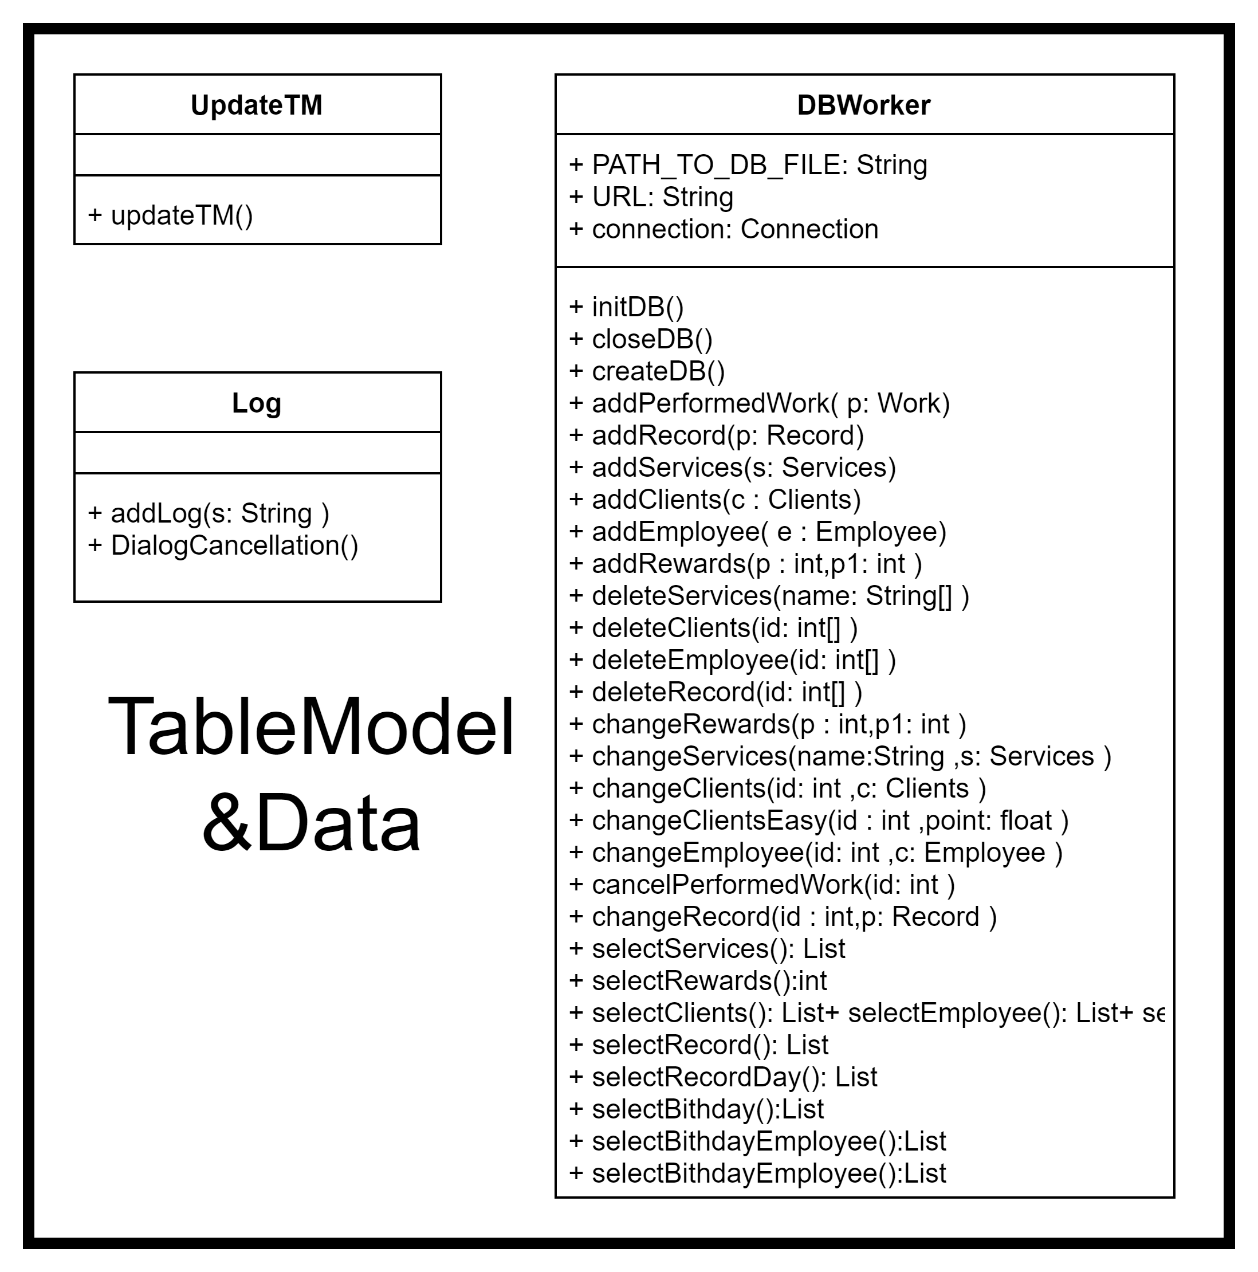 UpdateTM
+ updateTM()
Log
+ addLog(s: String )
+ DialogCancellation()
TableModel
&Data
DBWorker
+ PATH_TO_DB_FILE: String
+ URL: String
+ connection: Connection
+ initDB()
+ closeDB()
+ createDB()
+ addPerformedWork( p: Work)
+ addRecord(p: Record)
+ addServices(s: Services)
+ addClients(c : Clients)
+ addEmployee( e : Employee)
+ addRewards(p : int,p1: int )
+ deleteServices(name: String[] )
+ deleteClients(id: int[] )
+ deleteEmployee(id: int[] )
+ deleteRecord(id: int[] )
+ changeRewards(p : int,p1: int )
+ changeServices(name:String ,s: Services )
+ changeClients(id: int ,c: Clients )
+ changeClientsEasy(id : int ,point: float )
+ changeEmployee(id: int ,c: Employee )
+ cancelPerformedWork(id: int )
+ changeRecord(id : int,p: Record )
+ selectServices(): List
+ selectRewards():int
+ selectClients(): List+ selectEmployee(): List+
+ selectRecord(): List
+ selectRecordDay(): List
+ selectBithday():List
+ selectBithdayEmployee():List
+ selectBithdayEmployee():List